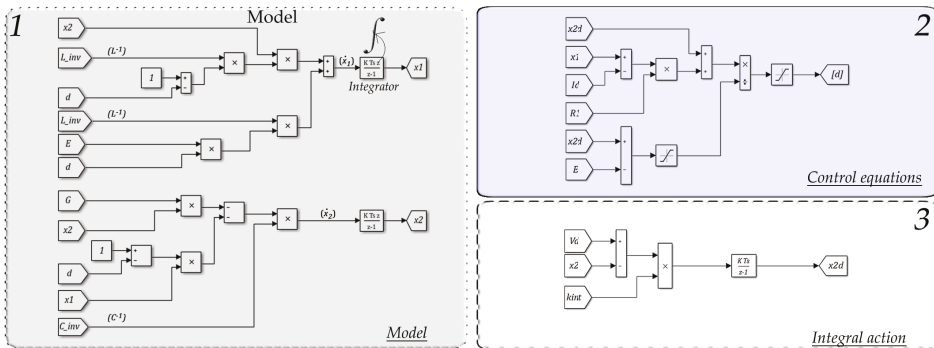 1
Model
x2
L_inv
(L⁻¹)
1
d
L_inv
(L⁻¹)
E
d
×
×
×
×
+
-
+
+
(ẋ₁)
K Ts z
z-1
Integrator
x1
G
x2
1
d
x1
C_inv
(C⁻¹)
×
×
×
+
-
-
-
(ẋ₂)
K Ts z
z-1
x2
Model
2
x2d
x1
R1
x2d
E
+
-
×
+
+
×
÷
+
-
[d]
Control equations
3
x2
kint
+
-
×
K Ts
z-1
x2d
Integral action